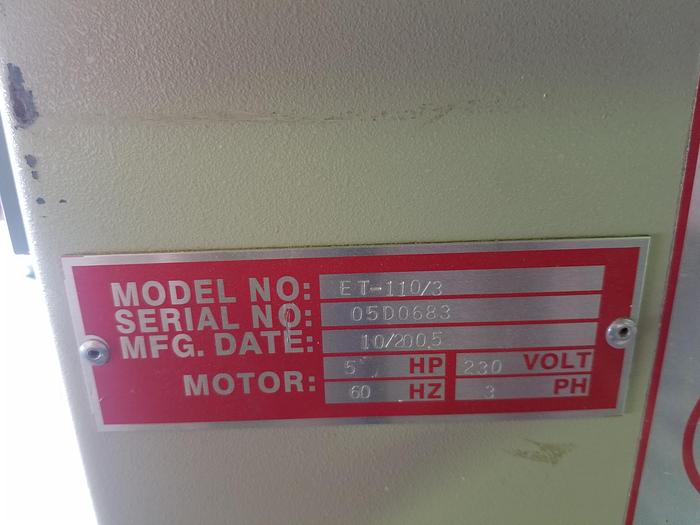 MODEL NO: ET-110/3
SERIAL NO: 05D0683
MFG. DATE: 10/2005
MOTOR: 5 HP 230 VOLT
60 HZ 3 PH